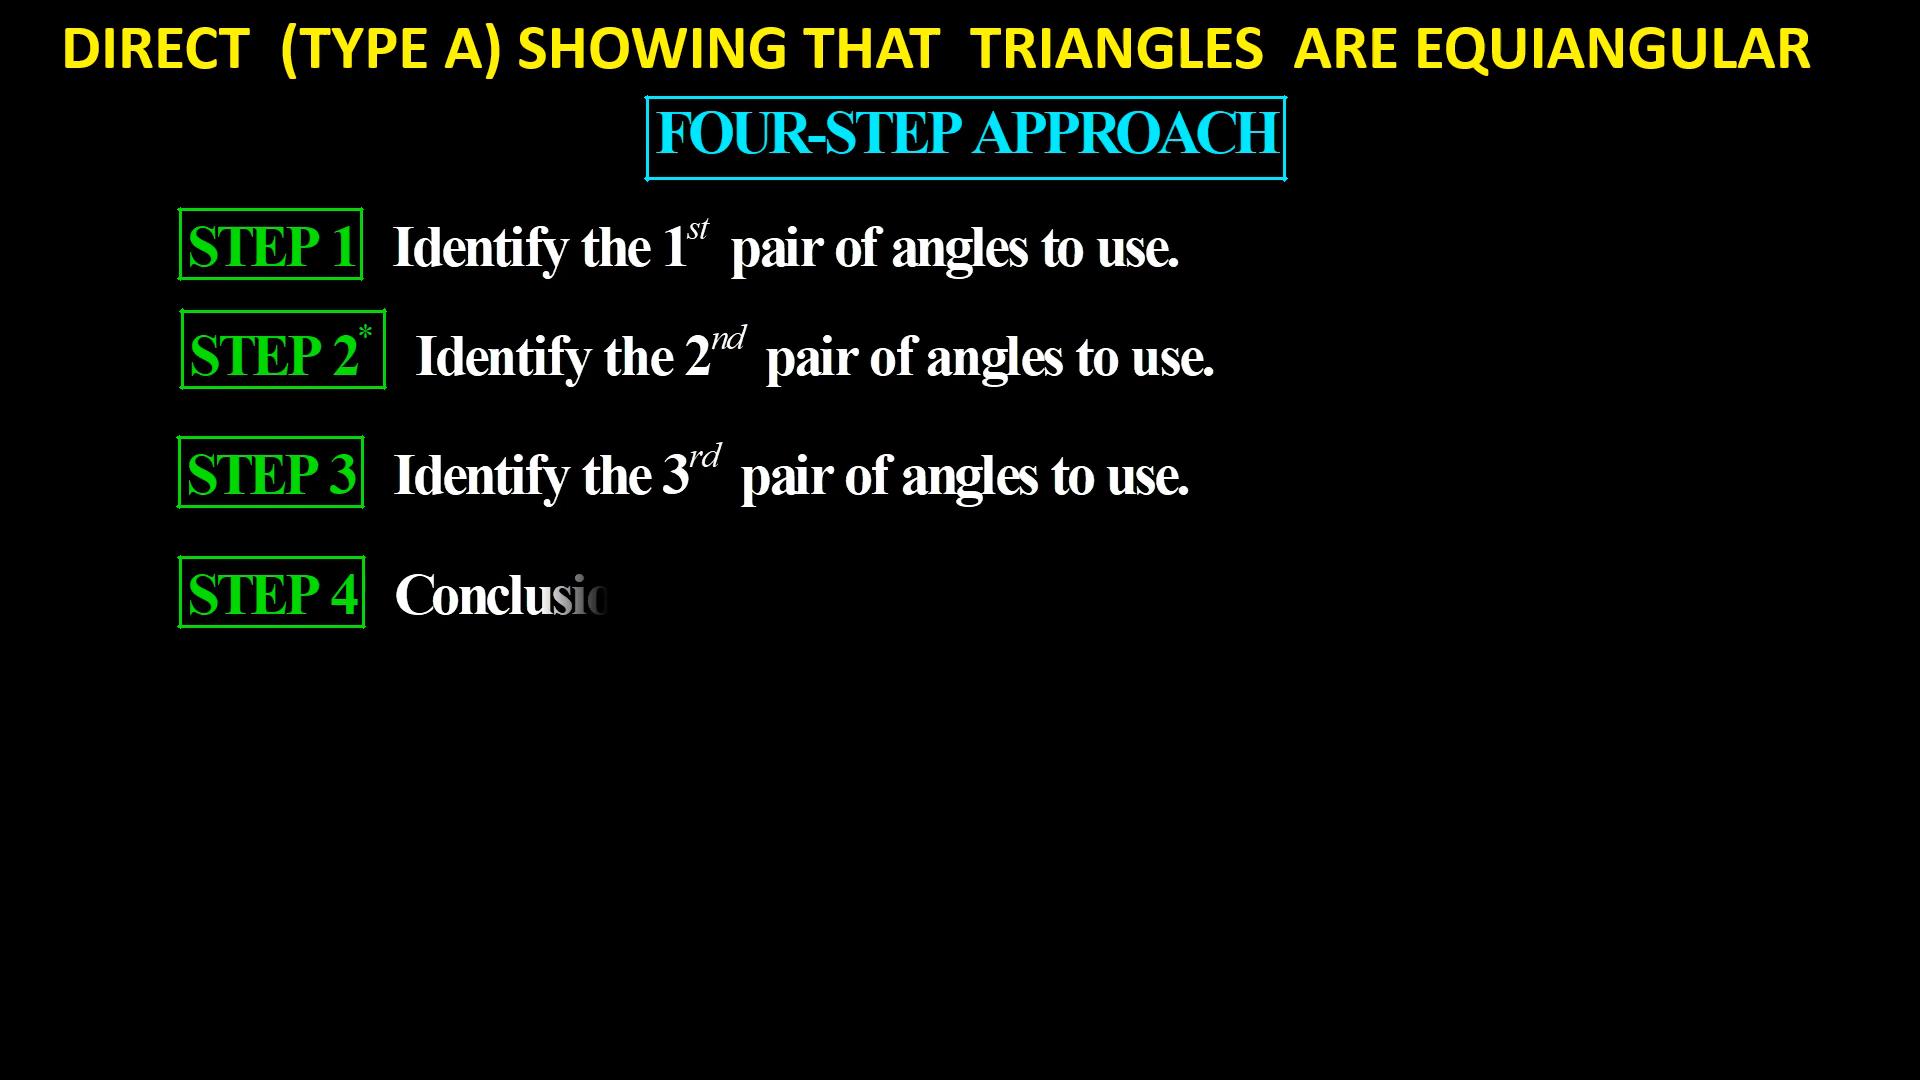 DIRECT (TYPE A) SHOWING THAT TRIANGLES ARE EQUIANGULAR
FOUR-STEP APPROACH
STEP 1 Identify the 1st pair of angles to use.
STEP 2* Identify the 2nd pair of angles to use.
STEP 3 Identify the 3rd pair of angles to use.
STEP 4 Conclusio